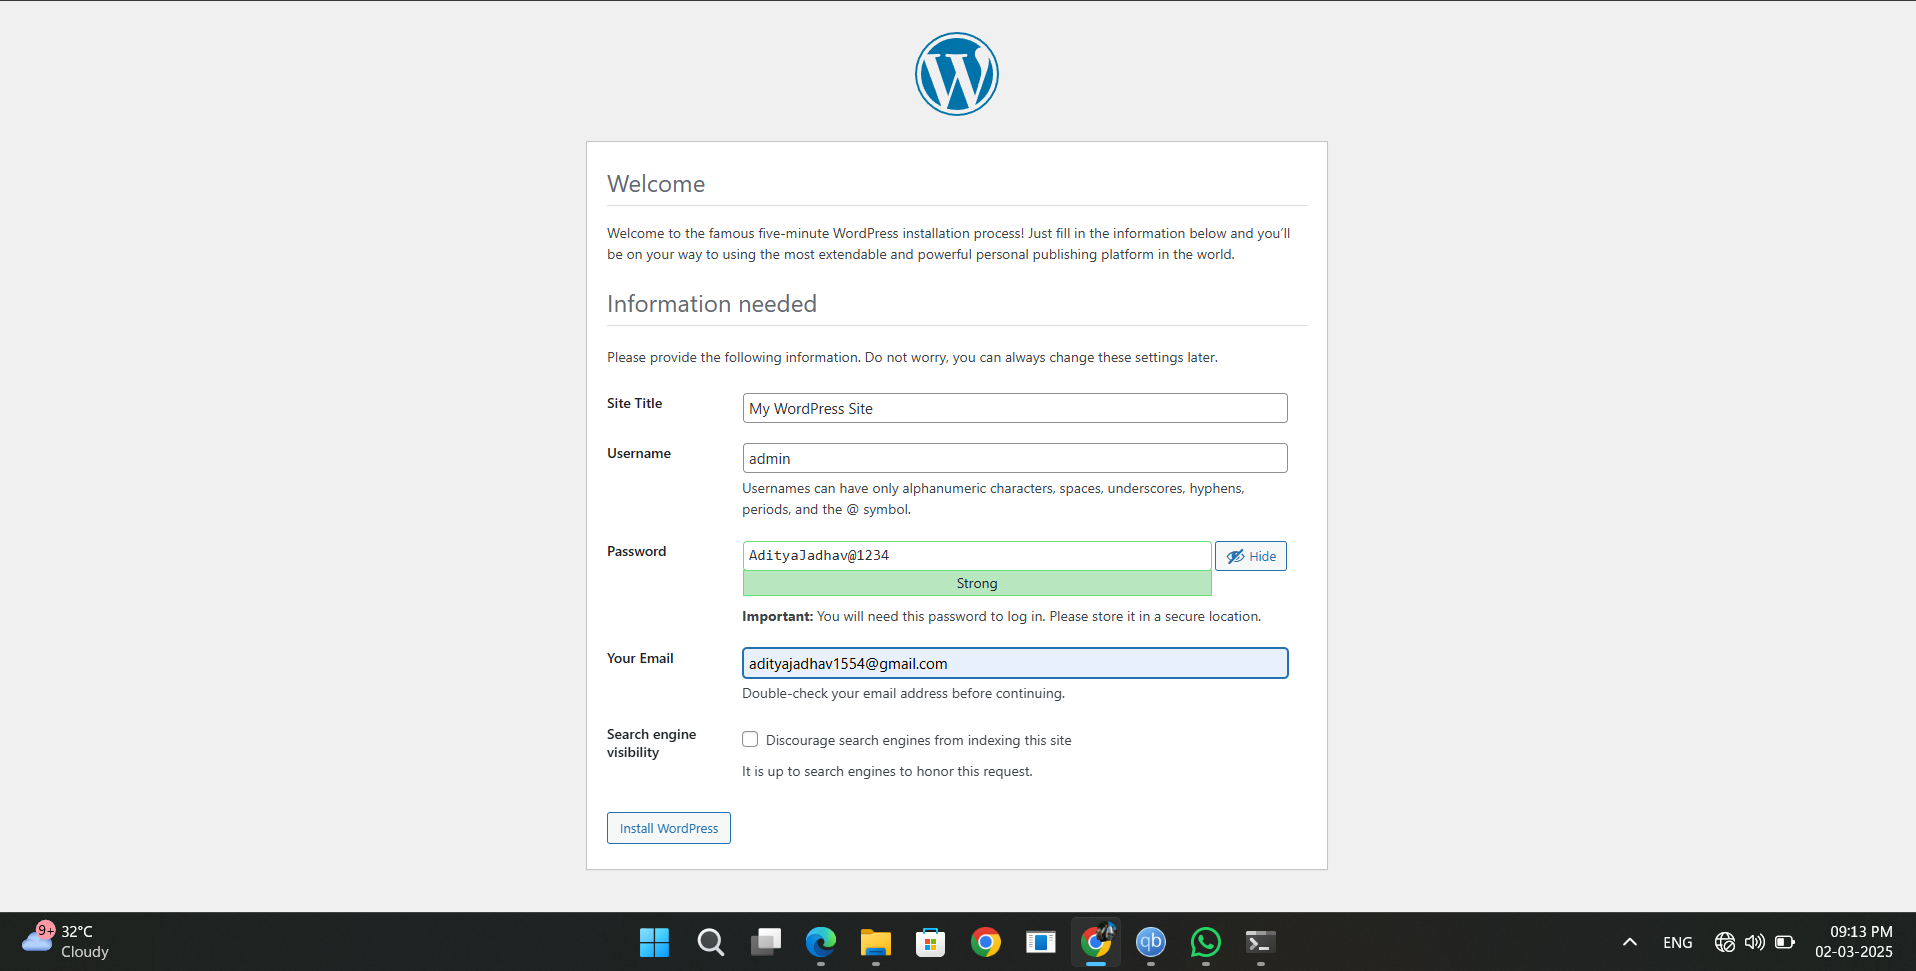 Welcome
Welcome to the famous five-minute WordPress installation process! Just fill in the information below and you’ll
be on your way to using the most extendable and powerful personal publishing platform in the world.
Information needed
Please provide the following information. Do not worry, you can always change these settings later.
Site Title
My WordPress Site
Username
admin
Usernames can have only alphanumeric characters, spaces, underscores, hyphens,
periods, and the @ symbol.
Password
AdityaJadhav@1234
Hide
Strong
Important: You will need this password to log in. Please store it in a secure location.
Your Email
adityajadhav1554@gmail.com
Double-check your email address before continuing.
Search engine
visibility
Discourage search engines from indexing this site
It is up to search engines to honor this request.
Install WordPress
9+
32°C
Cloudy
qb
ENG
09:13 PM
02-03-2025